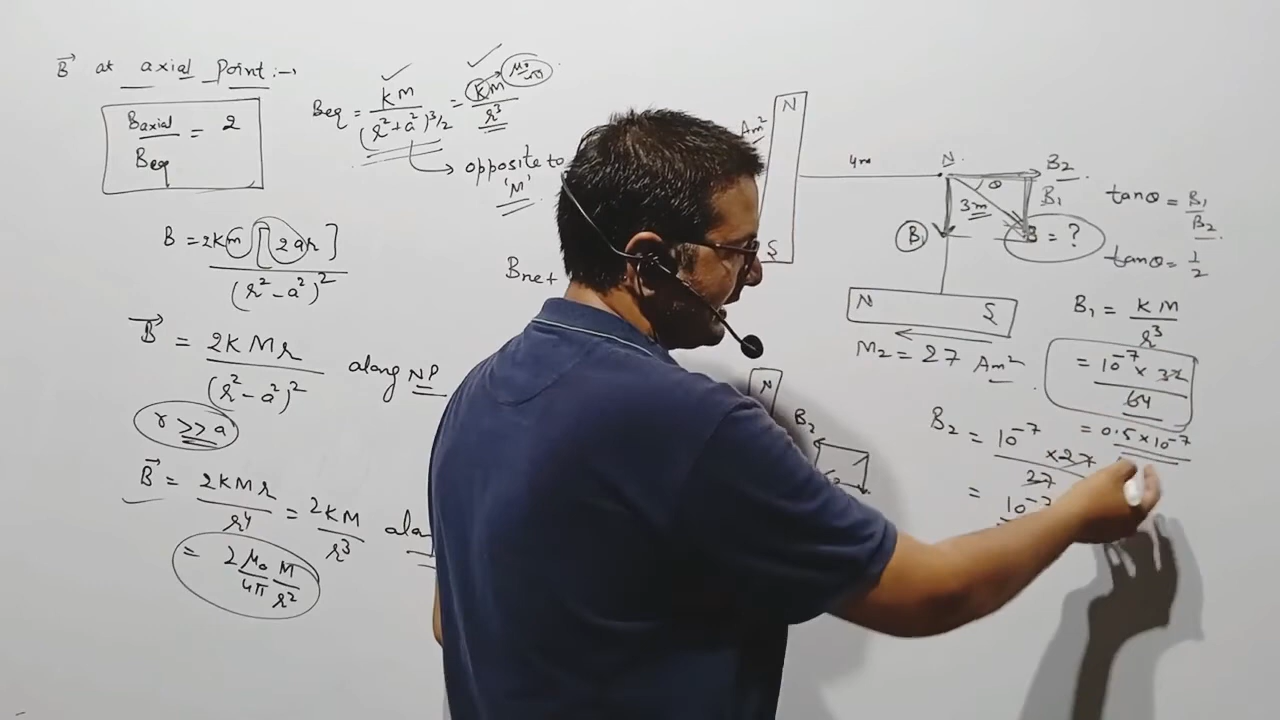 B⃗ at axial Point :→
Baxial / Beq = 2
Beq = KM / (r² + a²)^3/2 = KM / r³
μ₀ / 4π
→ opposite to
'M'
B = 2Km [2ar] / (r² - a²)²
B⃗ = 2KMr / (r² - a²)² along NP
r >> a
B⃗ = 2KMr / r⁴ = 2KM / r³
= 2 μ₀ / 4π M / r²
Bnet
Am²
N
S
4m
N
B2
θ
B1
3m
B1
B = ?
tanθ = B1 / B2
tanθ = 1 / 2
N S
M2 = 27 Am²
B1 = KM / r³
= 10⁻⁷ × 32 / 64
= 0.5 × 10⁻⁷
B2 = 10⁻⁷ × 27 / 27
= 10⁻⁷
N
B2